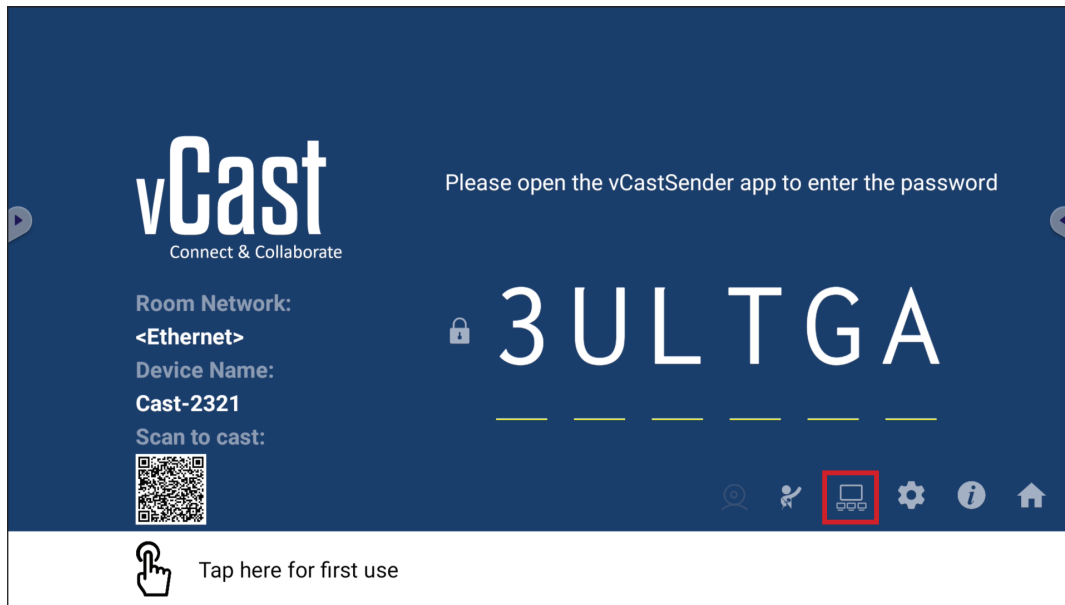 vCast
Connect & Collaborate
Please open the vCastSender app to enter the password
Room Network:
<Ethernet>
Device Name:
Cast-2321
Scan to cast:
3ULTGA
Tap here for first use